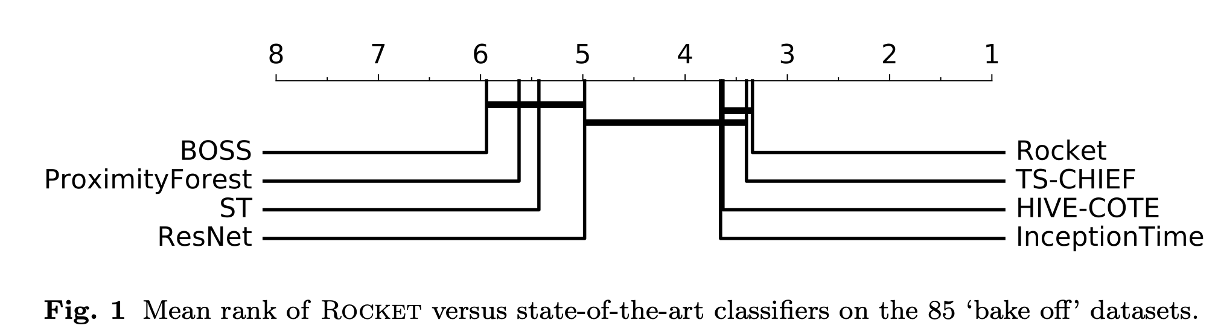 8 7 6 5 4 3 2 1
BOSS Rocket
ProximityForest TS-CHIEF
ST HIVE-COTE
ResNet InceptionTime
Fig. 1 Mean rank of ROCKET versus state-of-the-art classifiers on the 85 ‘bake off’ datasets.